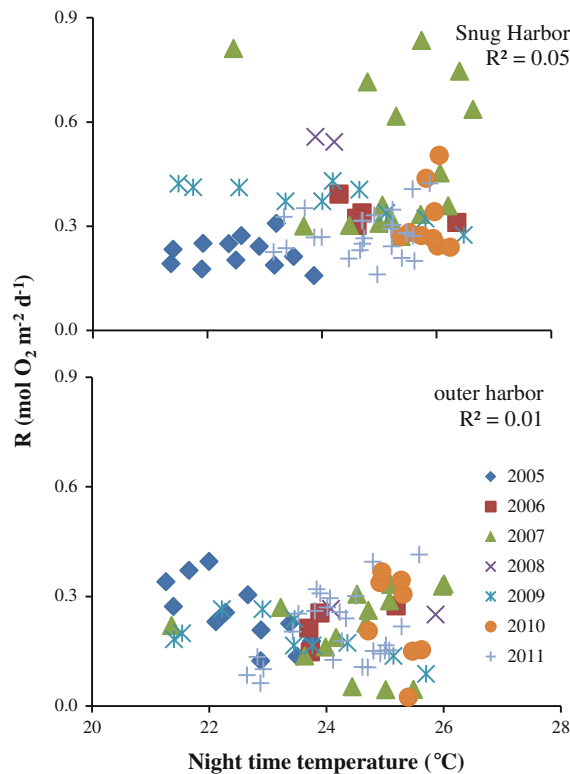 0.9
Snug Harbor
R² = 0.05
0.6
0.3
0.0
R (mol O₂ m⁻² d⁻¹)
0.9
outer harbor
R² = 0.01
0.6
2005
2006
2007
2008
2009
2010
2011
0.3
0.0
20 22 24 26 28
Night time temperature (°C)